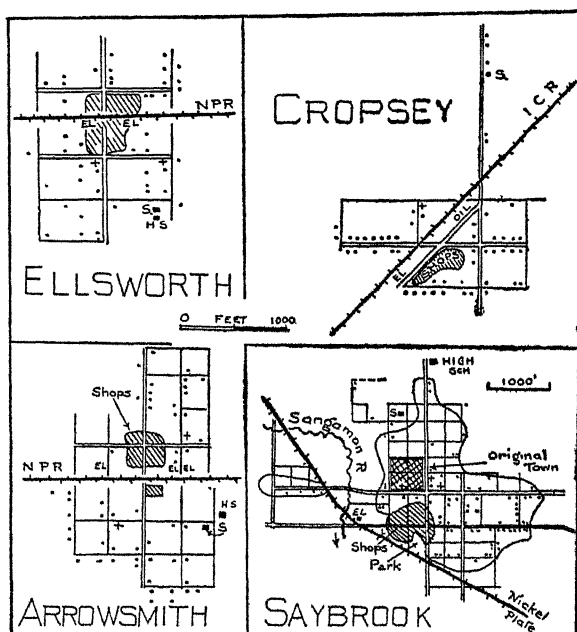 NPR
EL EL
S.
HS
ELLSWORTH
S.
CROPSEY
ICR
OIL
EL
SHOPS
0 FEET 1000
Shops
NPR
EL
EL EL
HS
S
ARROWSMITH
HIGH
SCH
1000'
S
Sangamon R
Original
Town
EL
Shops
Park
Nickel
Plate
SAYBROOK